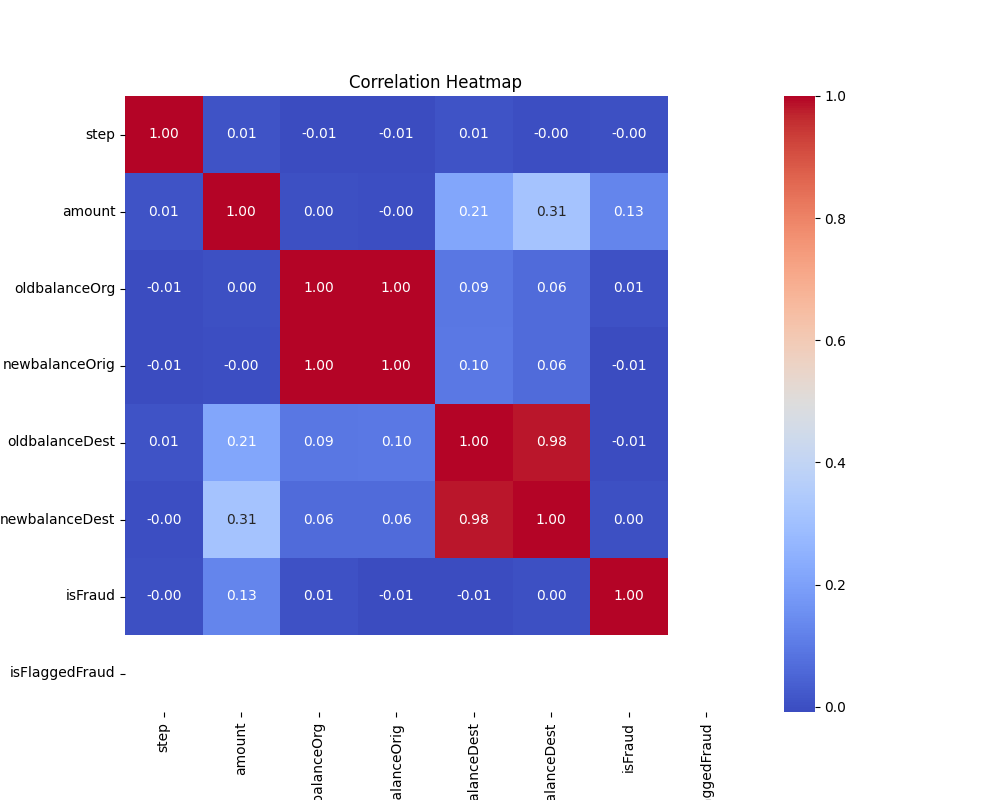 Correlation Heatmap
step 1.00 0.01 -0.01 -0.01 0.01 -0.00 -0.00
amount 0.01 1.00 0.00 -0.00 0.21 0.31 0.13
oldbalanceOrg -0.01 0.00 1.00 1.00 0.09 0.06 0.01
newbalanceOrig -0.01 -0.00 1.00 1.00 0.10 0.06 -0.01
oldbalanceDest 0.01 0.21 0.09 0.10 1.00 0.98 -0.01
newbalanceDest -0.00 0.31 0.06 0.06 0.98 1.00 0.00
isFraud -0.00 0.13 0.01 -0.01 -0.01 0.00 1.00
isFlaggedFraud
step
amount
balanceOrg
alanceOrig
alanceDest
alanceDest
isFraud
ggedFraud
1.0
0.8
0.6
0.4
0.2
0.0